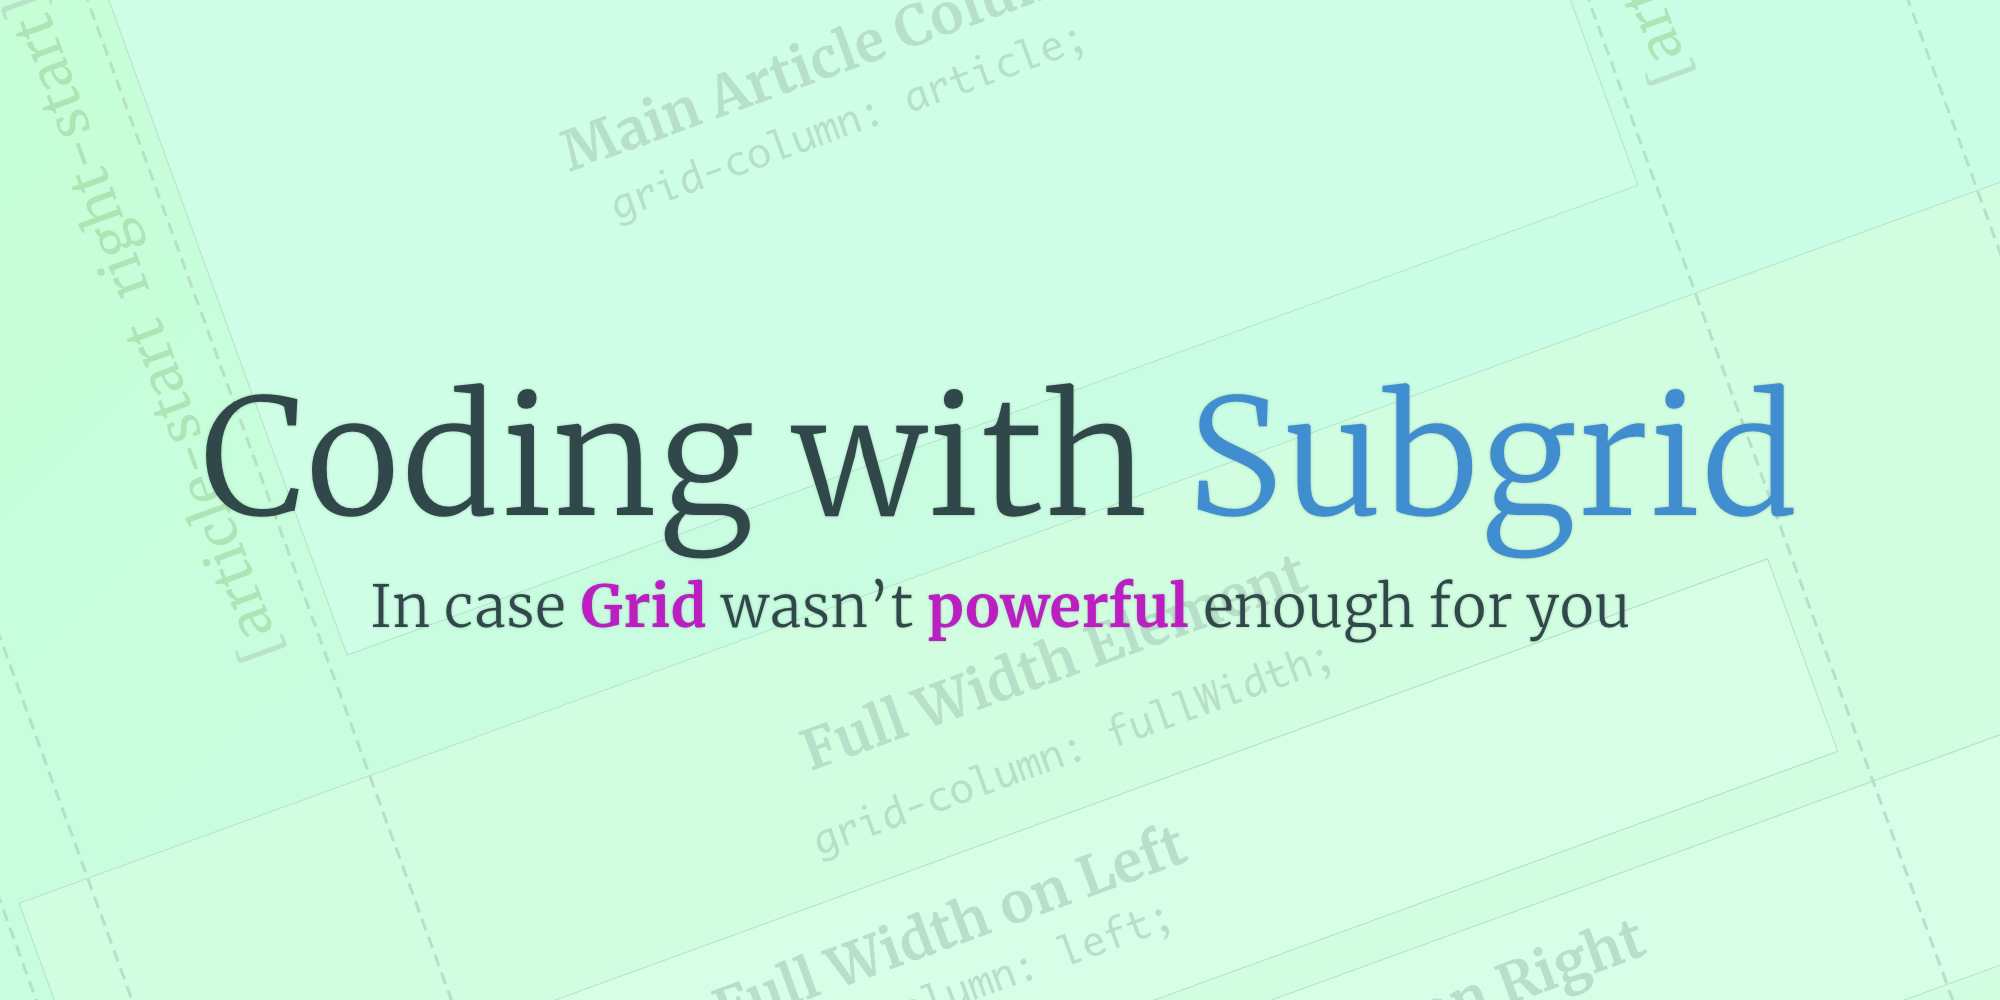 Main Article
grid-column: article;
[article-start right-start
Coding with Subgrid
In case Grid wasn’t powerful enough for you
Full Width Element
grid-column: fullWidth;
Full Width on Left
left;
on Right